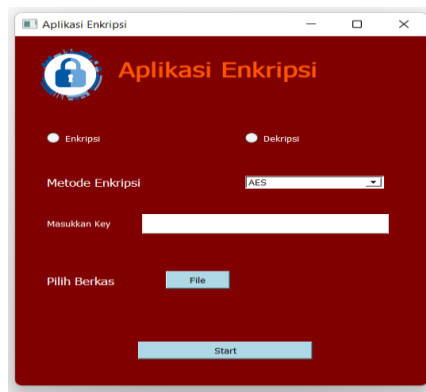 Aplikasi Enkripsi
Aplikasi Enkripsi
Enkripsi Dekripsi
Metode Enkripsi AES
Masukkan Key
Pilih Berkas File
Start